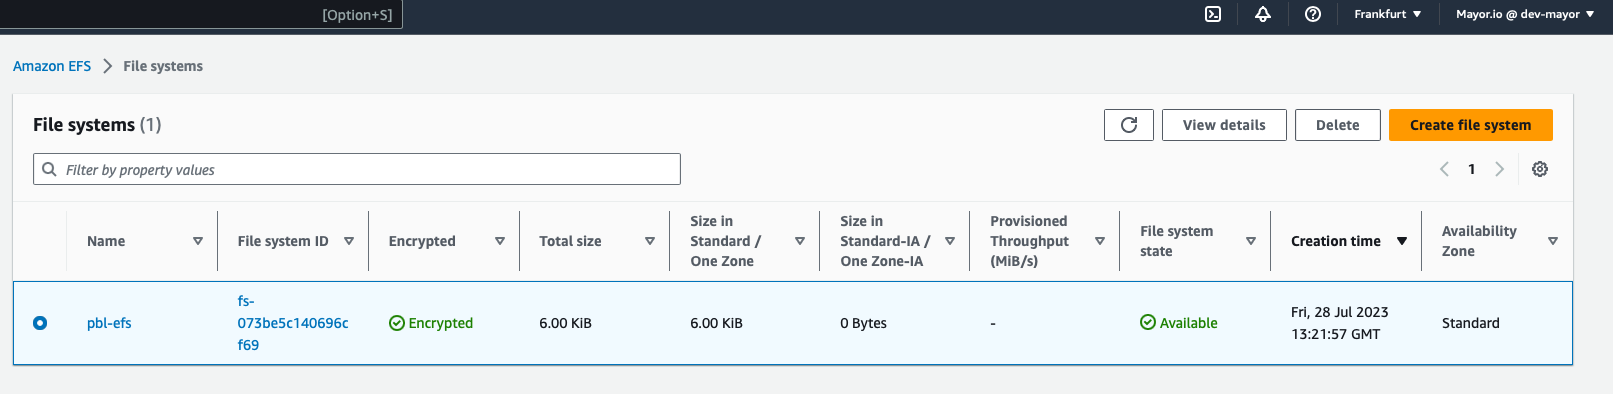 [Option+S]
Frankfurt ▼
Mayor.io @ dev-mayor ▼
Amazon EFS > File systems
File systems (1)
View details
Delete
Create file system
Filter by property values
1
Name
File system ID
Encrypted
Total size
Size in
Standard /
One Zone
Size in
Standard-IA /
One Zone-IA
Provisioned
Throughput
(MiB/s)
File system
state
Creation time
Availability
Zone
pbl-efs
fs-
073be5c140696c
f69
Encrypted
6.00 KiB
6.00 KiB
0 Bytes
-
Available
Fri, 28 Jul 2023
13:21:57 GMT
Standard